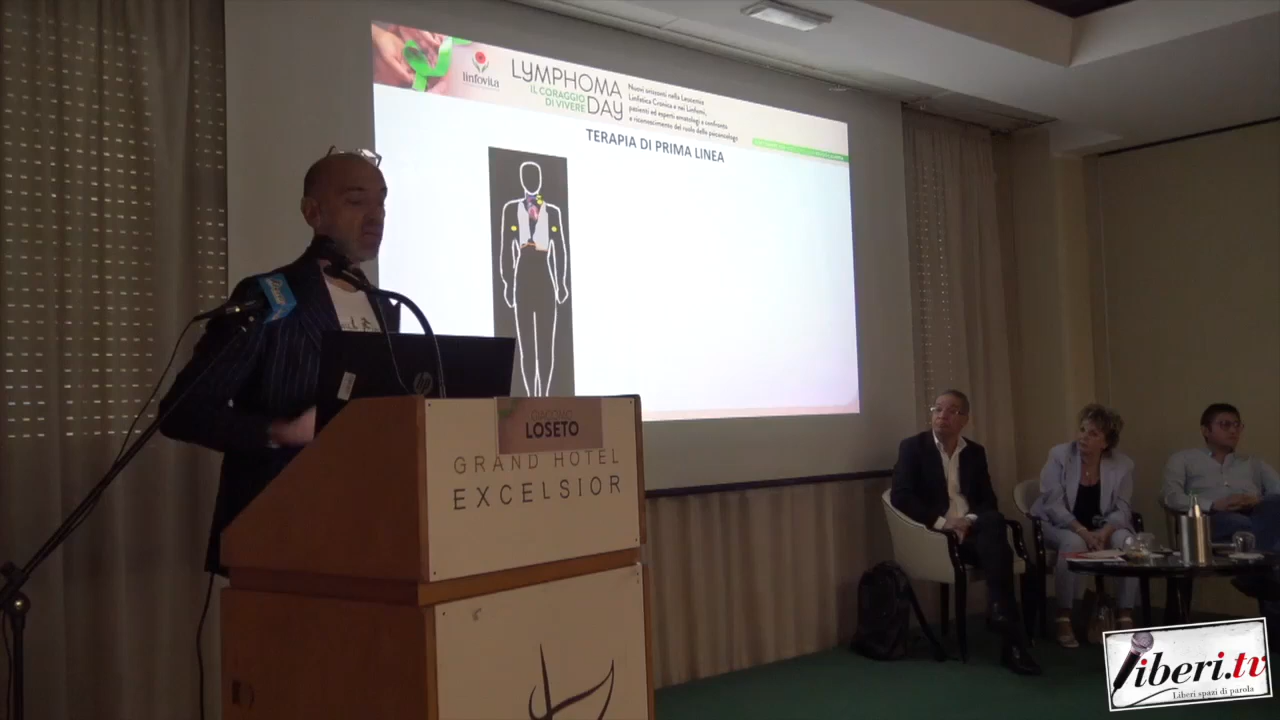 linfovita
LYMPHOMA
DAY
IL CORAGGIO
DI VIVERE
Nuovi orizzonti nella Leucemia
Linfatica Cronica e nei Linfomi,
pazienti ed esperti ematologi a confronto
e riconoscimento del ruolo dello psiconcologo
TERAPIA DI PRIMA LINEA
hp
GIACOMO
LOSETO
GRAND HOTEL
EXCELSIOR
liberi.tv
Liberi spazi di parola